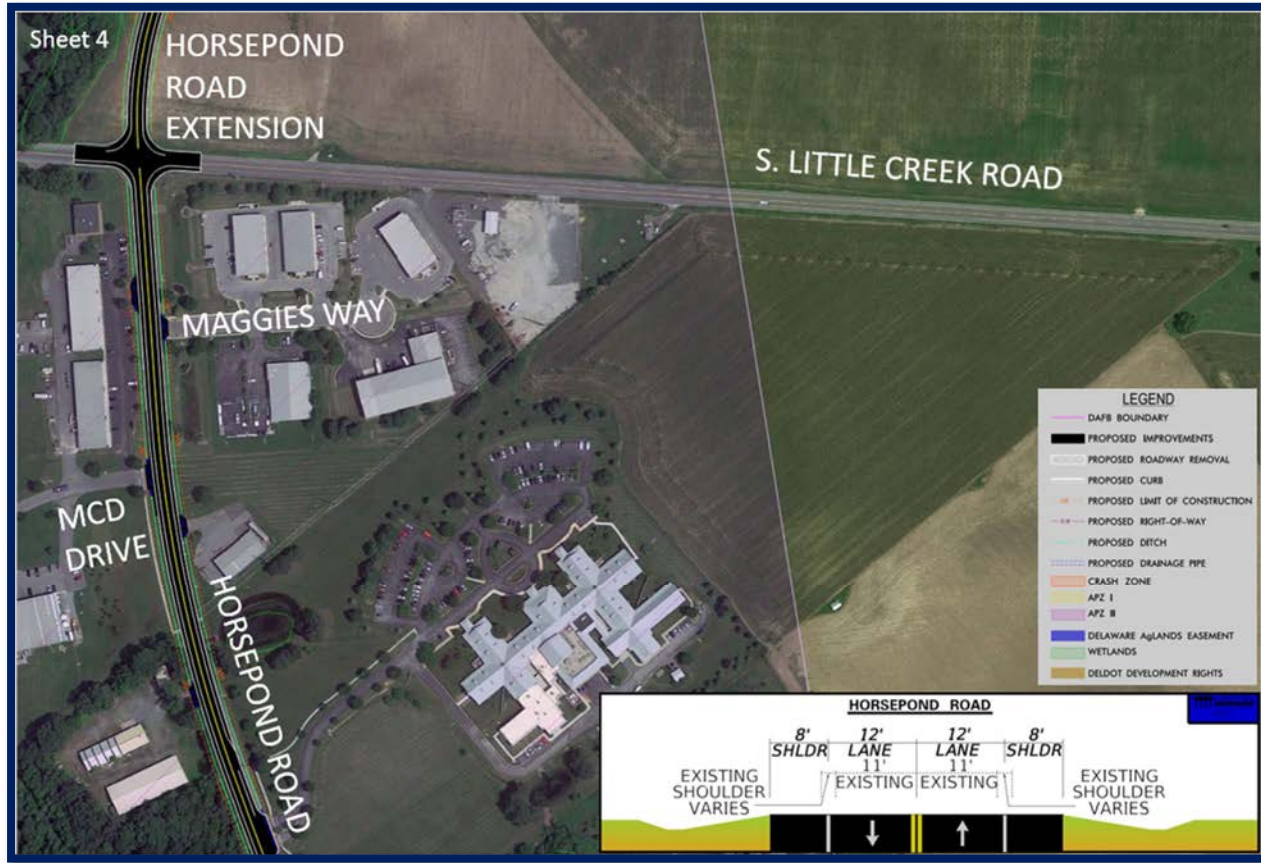 Sheet 4
HORSEPOND
ROAD
EXTENSION
S. LITTLE CREEK ROAD
MAGGIES WAY
MCD
DRIVE
HORSEPOND ROAD
LEGEND
DAFB BOUNDARY
PROPOSED IMPROVEMENTS
PROPOSED ROADWAY REMOVAL
PROPOSED CURB
PROPOSED LIMIT OF CONSTRUCTION
PROPOSED RIGHT-OF-WAY
PROPOSED DITCH
PROPOSED DRAINAGE PIPE
CRASH ZONE
APZ I
APZ II
DELAWARE AgLANDS EASEMENT
WETLANDS
DELDOT DEVELOPMENT RIGHTS
HORSEPOND ROAD
8' 12' 12' 8'
SHLDR LANE LANE SHLDR
11' 11'
EXISTING EXISTING
EXISTING
SHOULDER
VARIES
EXISTING
SHOULDER
VARIES